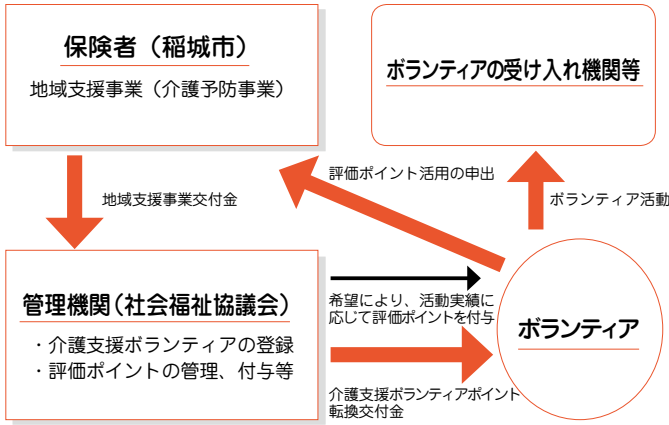 保険者（稲城市）
地域支援事業（介護予防事業）
ボランティアの受け入れ機関等
評価ポイント活用の申出
地域支援事業交付金
ボランティア活動
管理機関（社会福祉協議会）
・介護支援ボランティアの登録
・評価ポイントの管理、付与等
希望により、活動実績に
応じて評価ポイントを付与
ボランティア
介護支援ボランティアポイント
転換交付金